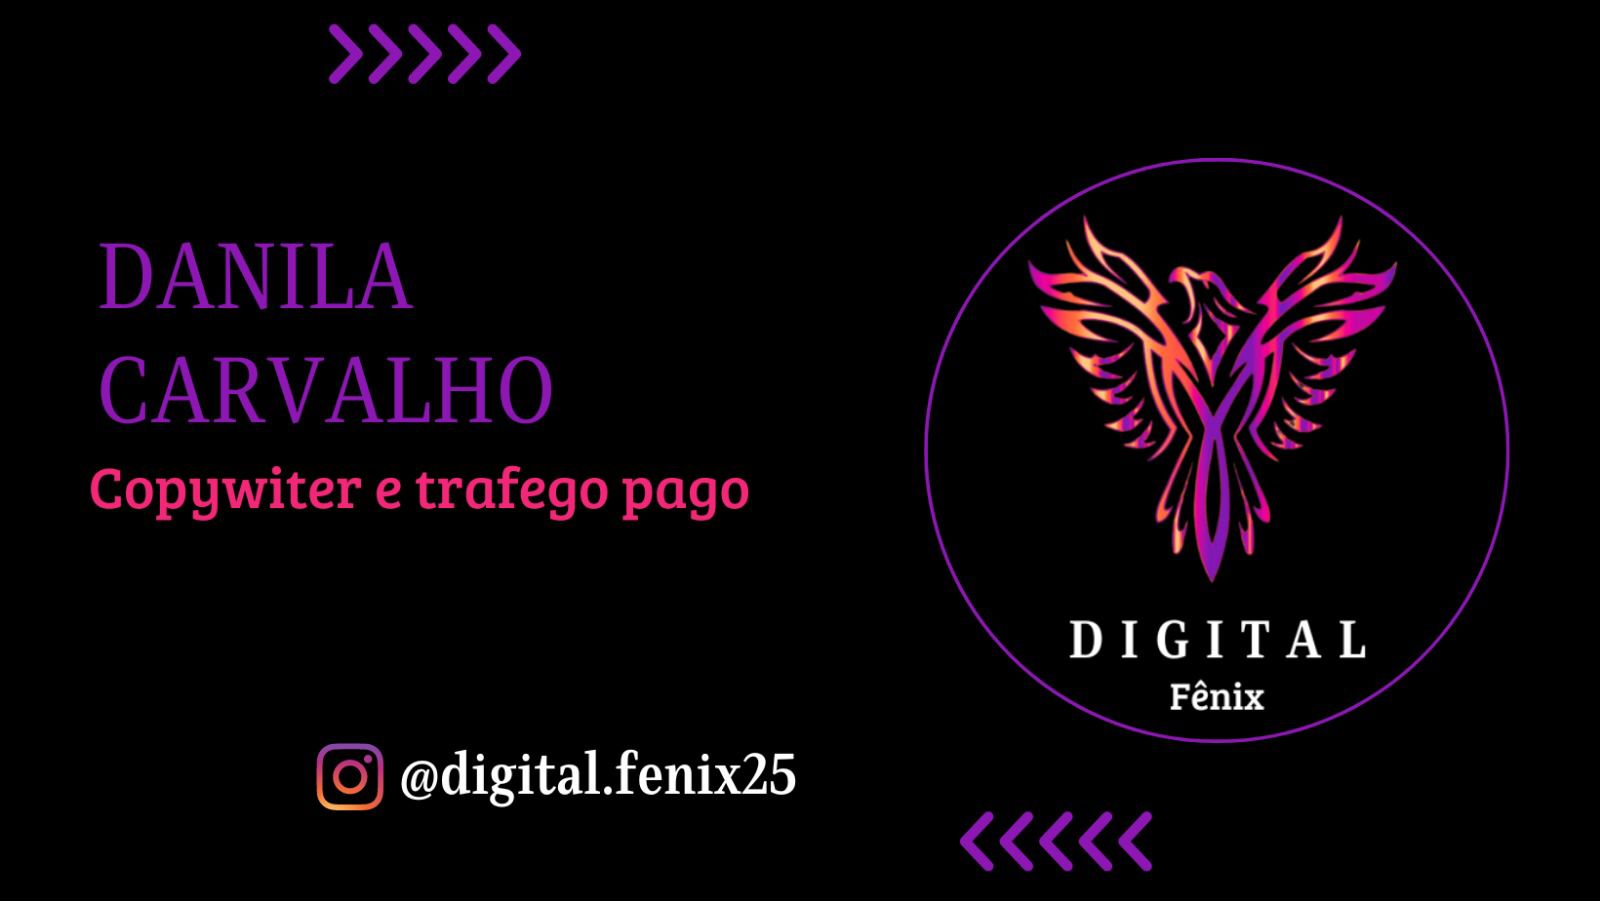 DANILA
CARVALHO
Copywiter e trafego pago
@digital.fenix25
DIGITAL
Fênix